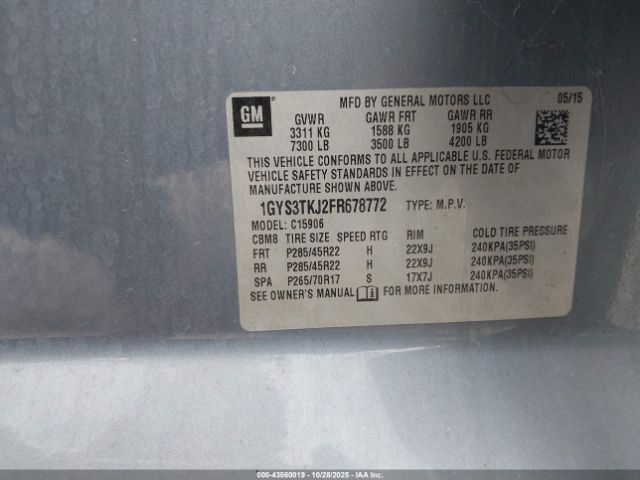 GM
MFD BY GENERAL MOTORS LLC 05/15
GVWR GAWR FRT GAWR RR
3311 KG 1588 KG 1905 KG
7300 LB 3500 LB 4200 LB
THIS VEHICLE CONFORMS TO ALL APPLICABLE U.S. FEDERAL MOTOR
VEHICLE SAFETY STANDARDS IN EFFECT ON THE DATE OF
MANUFACTURE SHOWN ABOVE.
1GYS3TKJ2FR678772 TYPE: M.P.V.
MODEL: C15906
CBM8 TIRE SIZE SPEED RTG RIM COLD TIRE PRESSURE
FRT P285/45R22 H 22X9J 240KPA(35PSI)
RR P285/45R22 H 22X9J 240KPA(35PSI)
SPA P265/70R17 S 17X7J 240KPA(35PSI)
SEE OWNER'S MANUAL FOR MORE INFORMATION.
000-43560019 | 10/28/2025 | IAAI.COM